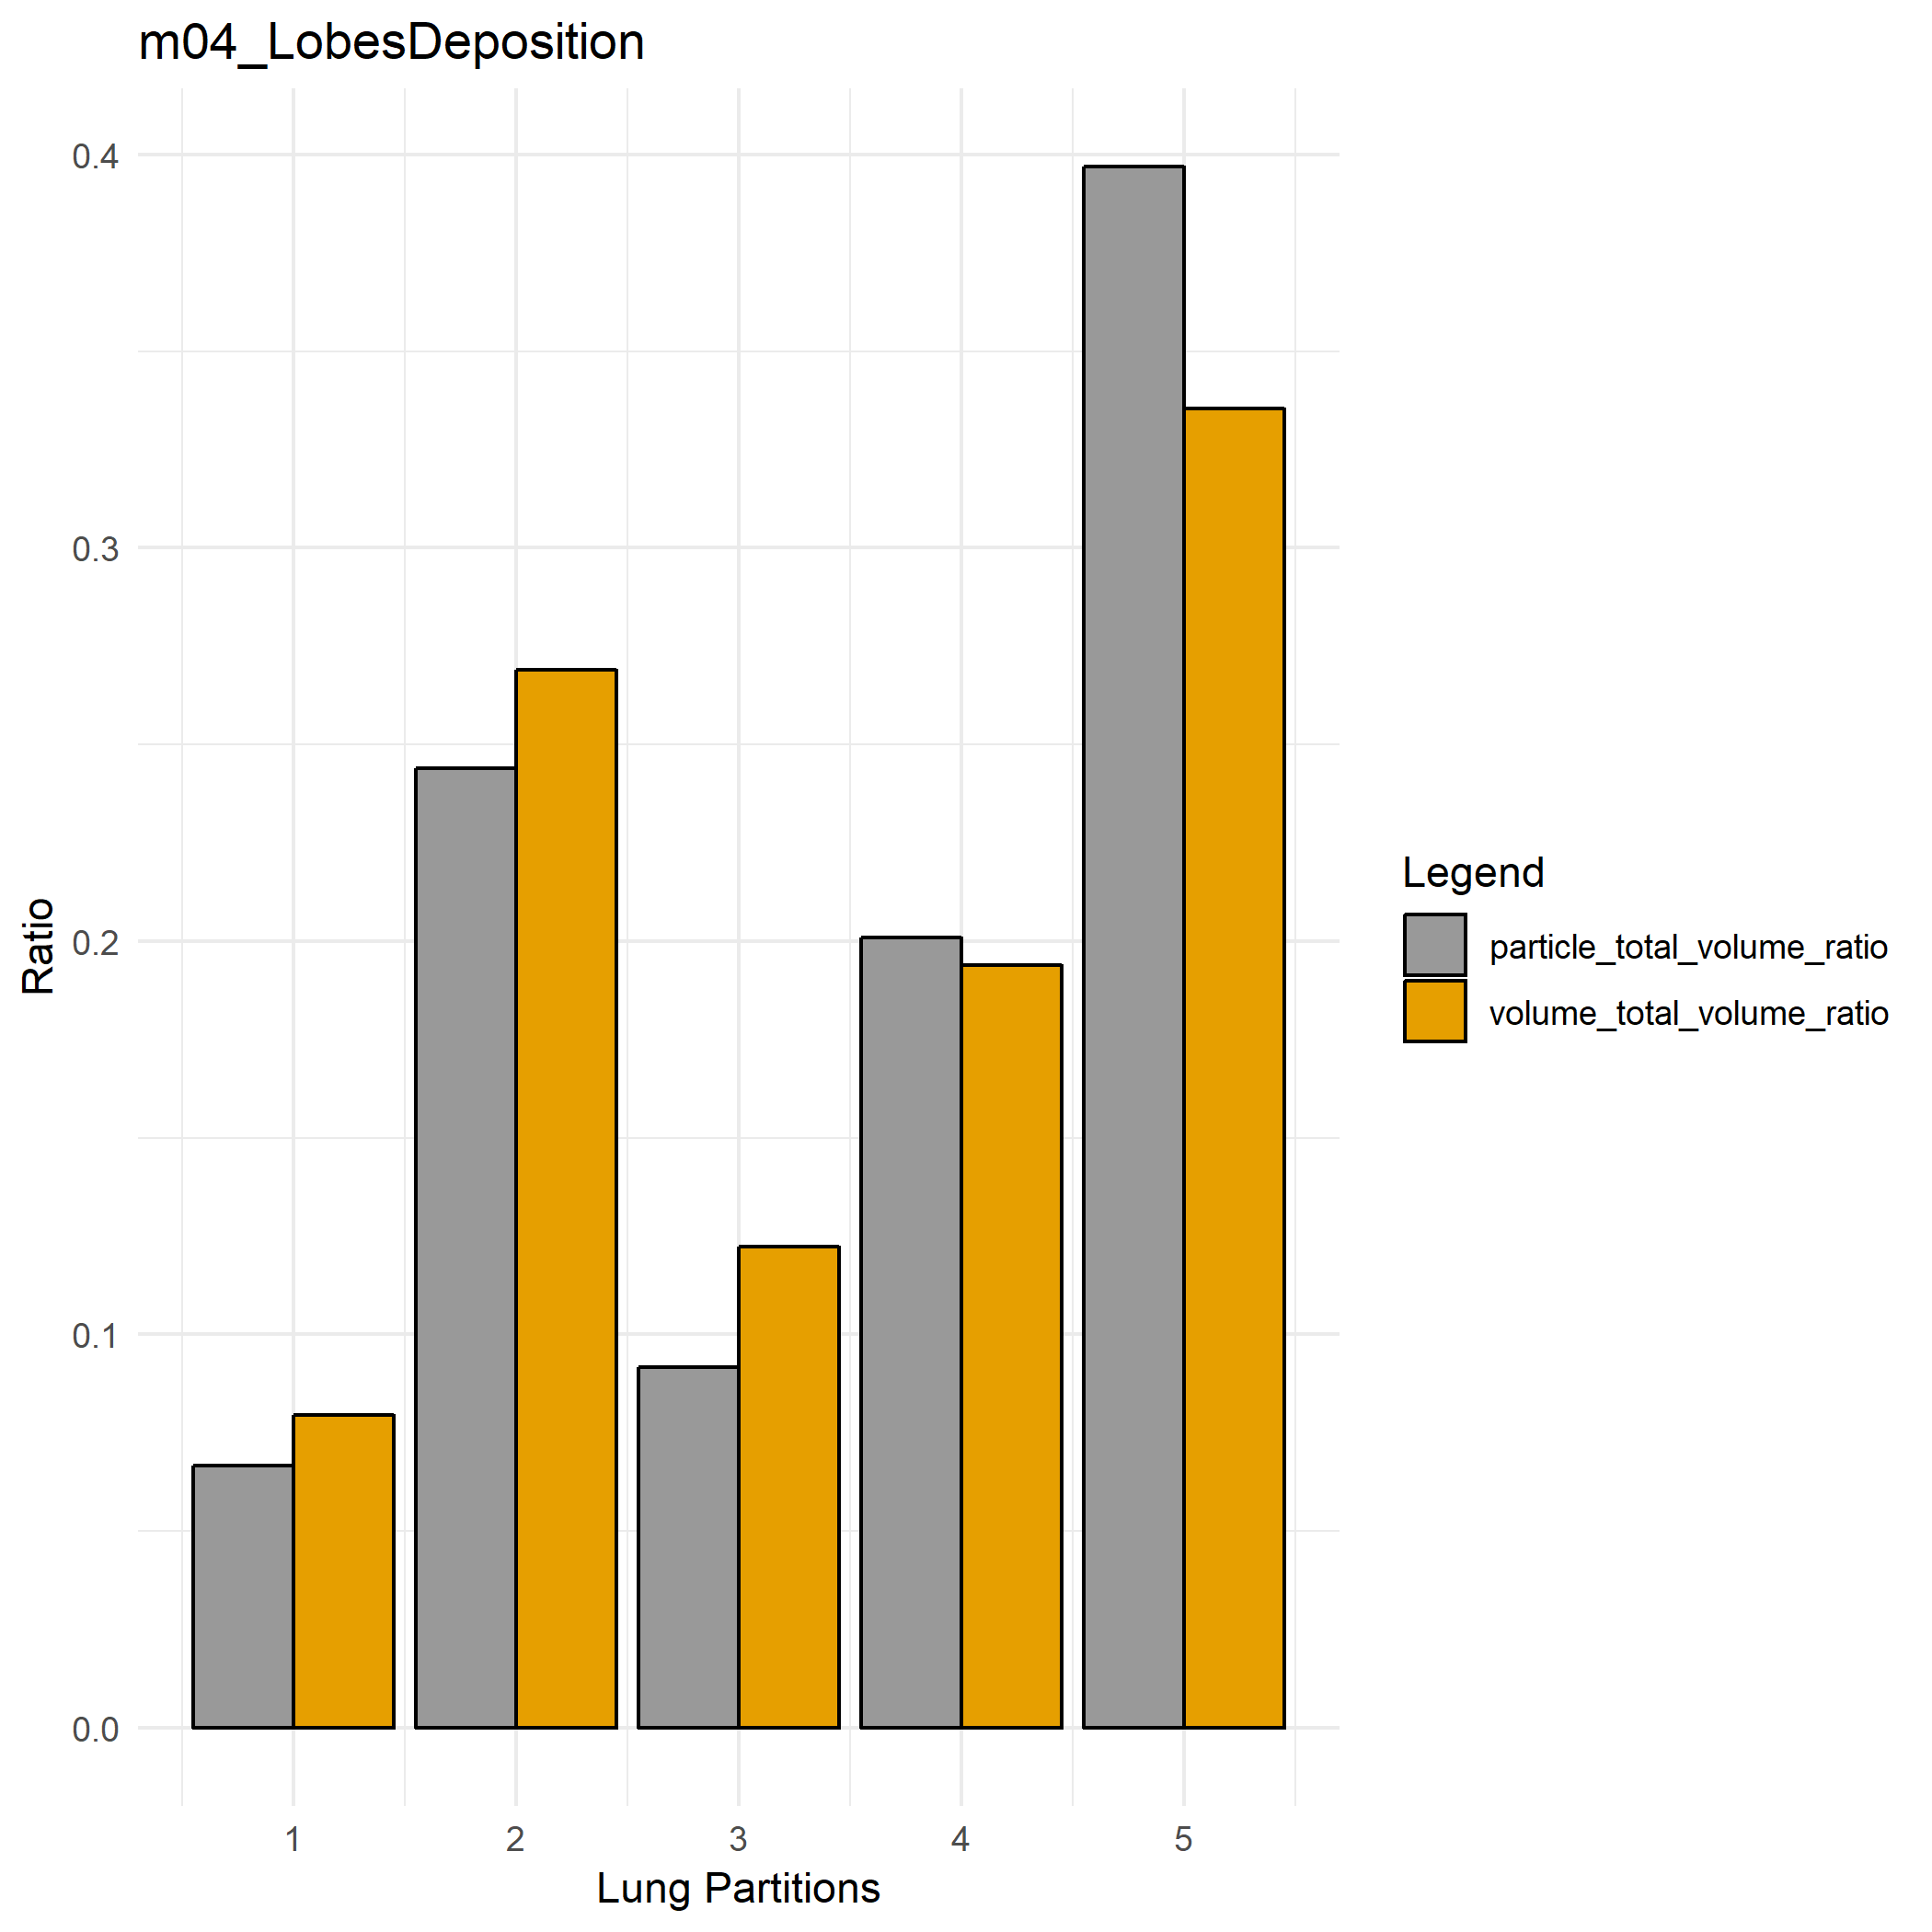 m04_LobesDeposition
0.4
0.3
0.2
0.1
0.0
Ratio
1 2 3 4 5
Lung Partitions
Legend
particle_total_volume_ratio
volume_total_volume_ratio